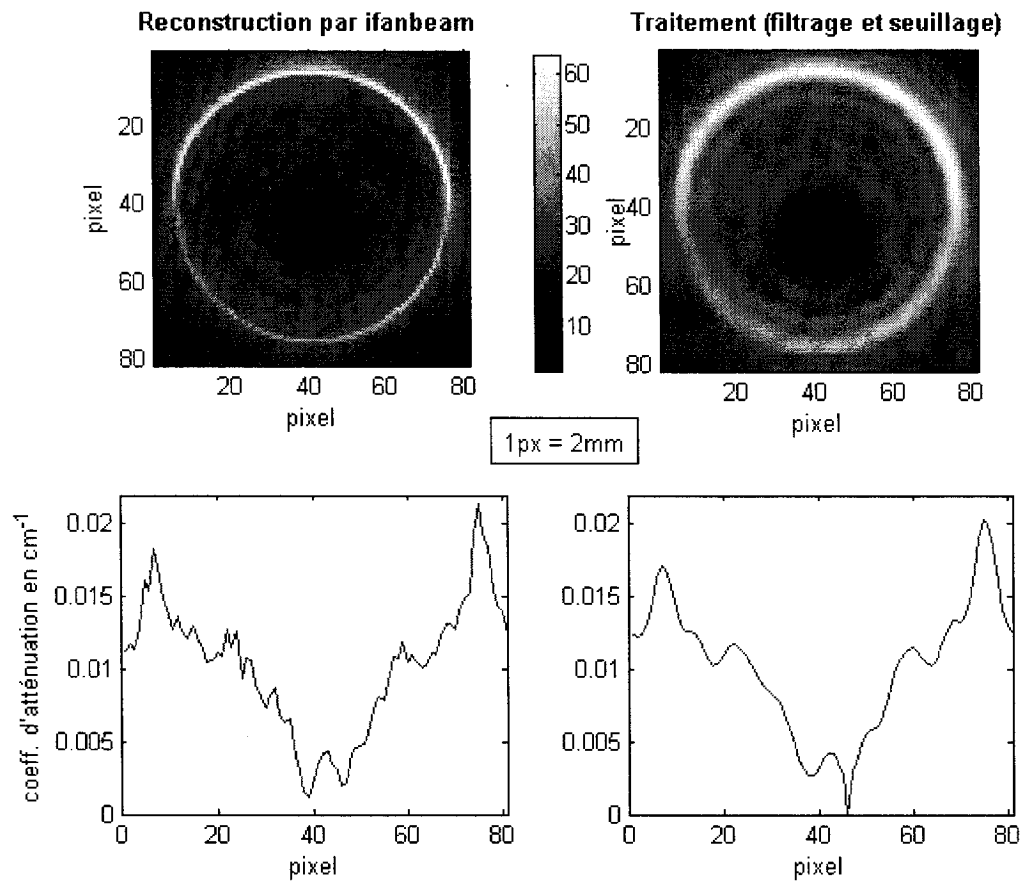 Reconstruction par ifanbeam
Traitement (filtrage et seuillage)
20
40
60
80
pixel
20 40 60 80
pixel
60
50
40
30
20
10
20
40
60
80
pixel
20 40 60 80
pixel
1px = 2mm
0.02
0.015
0.01
0.005
0
coeff. d'atténuation en cm-1
0 20 40 60 80
pixel
0.02
0.015
0.01
0.005
0
0 20 40 60 80
pixel